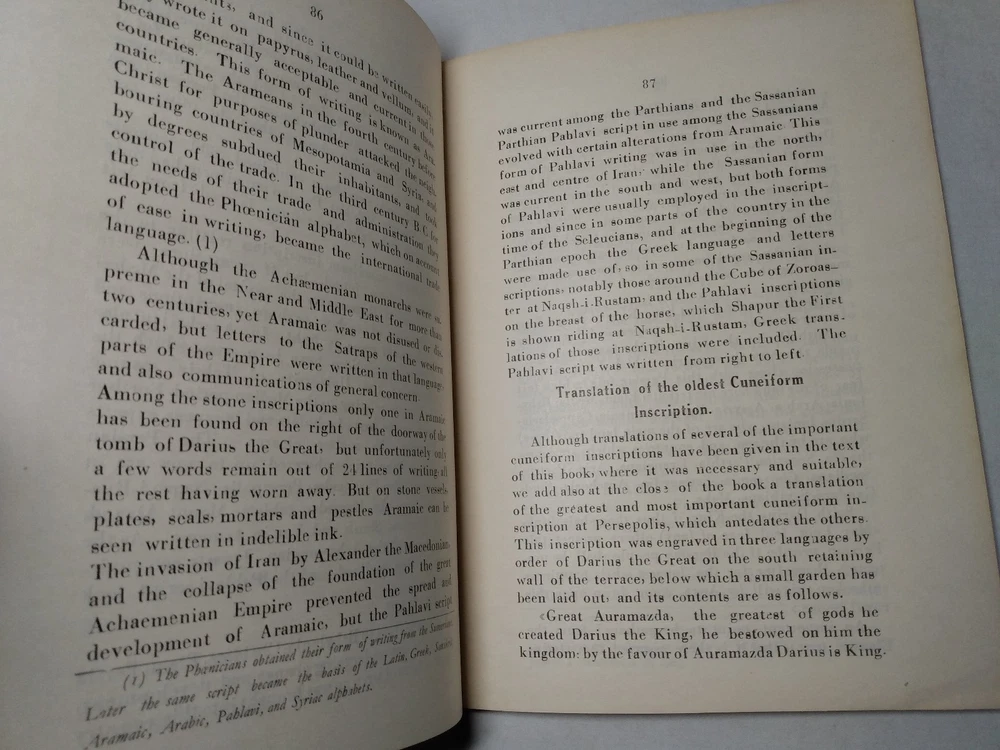 86
and since it could be written easily,
wrote it on papyrus, leather and vellum, and it
became generally acceptable and current in those
countries. This form of writing is known as Ara-
maic. The Arameans in the fourth century before
Christ for purposes of plunder attacked the neigh-
bouring countries of Mesopotamia and Syria, and
by degrees subdued their inhabitants, and took
control of the trade. In the third century B.C. for
the needs of their trade and administration they
adopted the Phœnician alphabet, which on account
of ease in writing, became the international trade
language. (1)
Although the Achæmenian monarchs were su-
preme in the Near and Middle East for more than
two centuries, yet Aramaic was not disused or dis-
carded, but letters to the Satraps of the western
parts of the Empire were written in that language,
and also communications of general concern.
Among the stone inscriptions only one in Aramaic
has been found on the right of the doorway of the
tomb of Darius the Great, but unfortunately only
a few words remain out of 24 lines of writing, all
the rest having worn away. But on stone vessels,
plates, seals, mortars and pestles Aramaic can be
seen written in indelible ink.
The invasion of Iran by Alexander the Macedonian,
and the collapse of the foundation of the great
Achaemenian Empire prevented the spread and
development of Aramaic, but the Pahlavi script
(1) The Phœnicians obtained their form of writing from the
Later the same script became the basis of the Latin, Greek,
Aramaic, Arabic, Pahlavi, and Syriac alphabets.
87
was current among the Parthians and the Sassanian
Parthian Pahlavi script in use among the Sassanians
evolved with certain alterations from Aramaic. This
form of Pahlavi writing was in use in the north,
east and centre of Iran, while the Sassanian form
was current in the south and west, but both forms
of Pahlavi were usually employed in the inscript-
ions and since in some parts of the country in the
time of the Seleucians, and at the beginning of the
Parthian epoch the Greek language and letters
were made use of, so in some of the Sassanian in-
scriptions, notably those around the Cube of Zoroas-
ter at Naqsh-i-Rustam, and the Pahlavi inscriptions
on the breast of the horse, which Shapur the First
is shown riding at Naqsh-i-Rustam, Greek trans-
lations of those inscriptions were included. The
Pahlavi script was written from right to left.
Translation of the oldest Cuneiform
Inscription.
Although translations of several of the important
cuneiform inscriptions have been given in the text
of this book, where it was necessary and suitable,
we add also at the close of the book a translation
of the greatest and most important cuneiform in-
scription at Persepolis, which antedates the others.
This inscription was engraved in three languages by
order of Darius the Great on the south retaining
wall of the terrace, below which a small garden has
been laid out, and its contents are as follows.
«Great Auramazda, the greatest of gods he
created Darius the King, he bestowed on him the
kingdom: by the favour of Auramazda Darius is King.